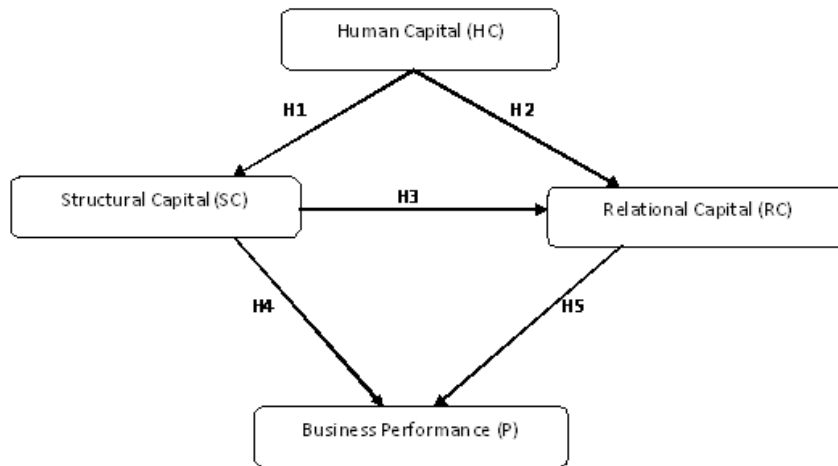 Human Capital (HC)
H1
H2
Structural Capital (SC)
H3
Relational Capital (RC)
H4
H5
Business Performance (P)